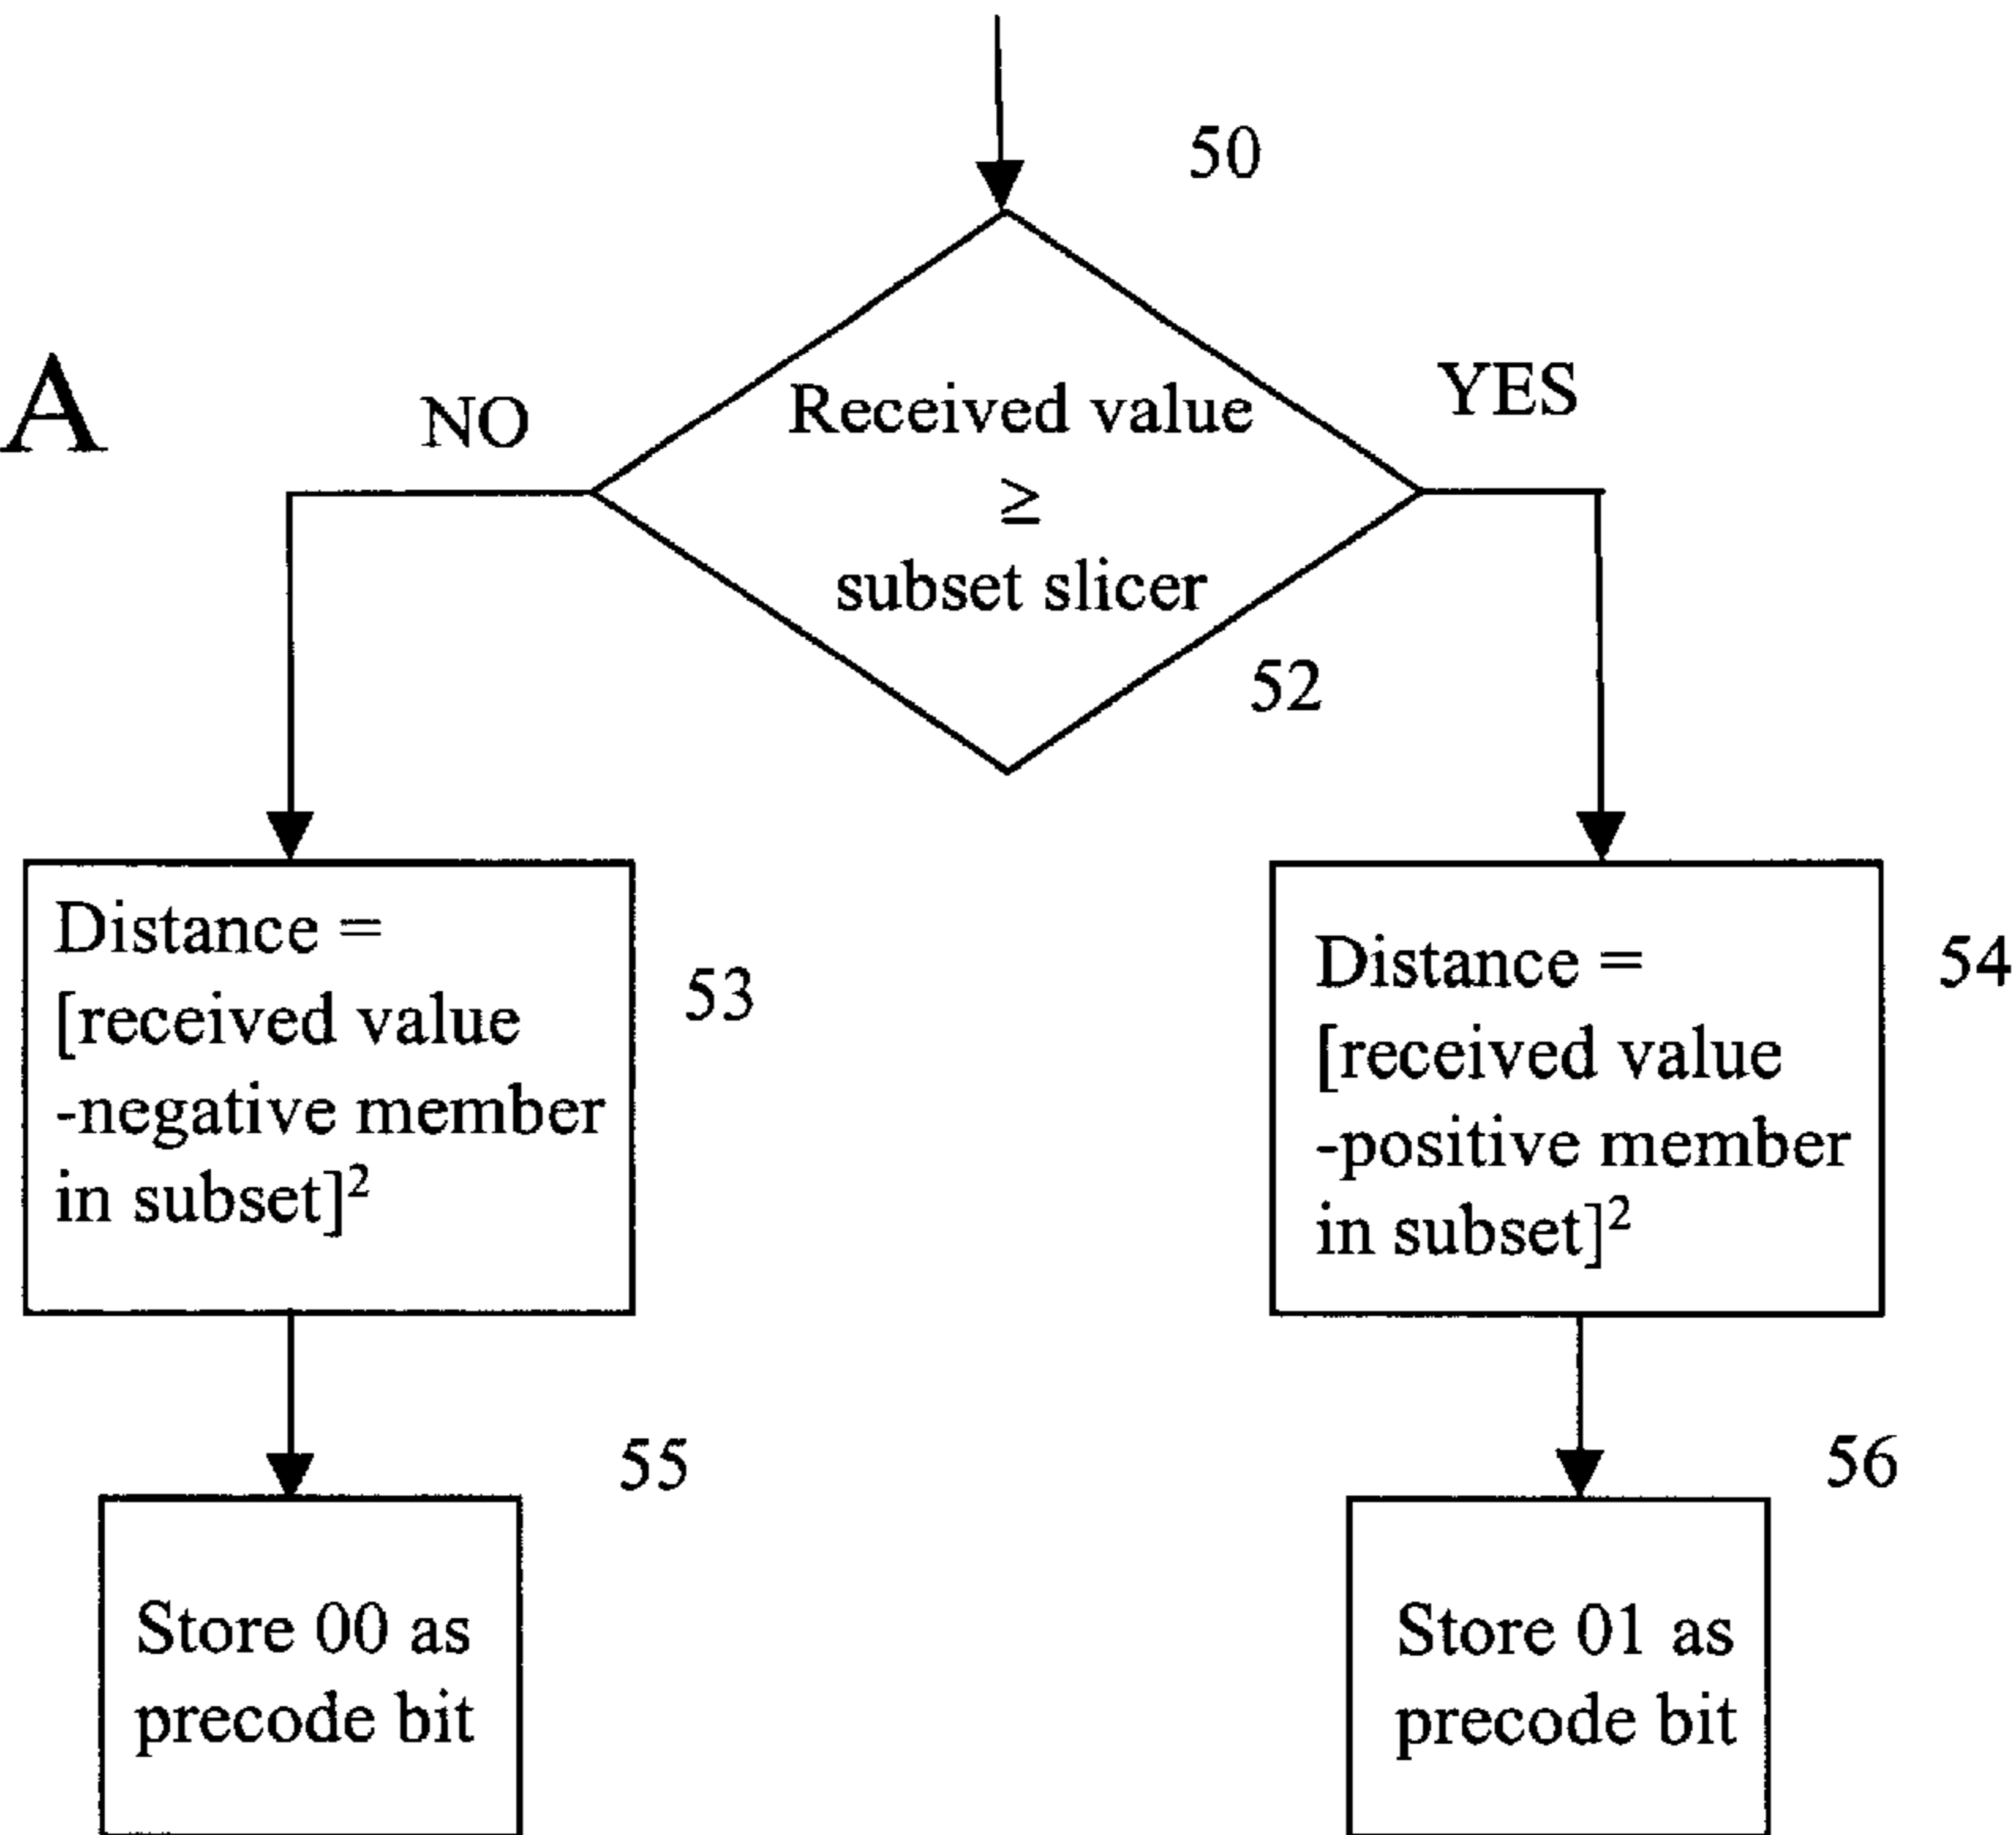 50
A
NO
YES
Received value
≥
subset slicer
52
Distance =
[received value
-negative member
in subset]²
53
Distance =
[received value
-positive member
in subset]²
54
55
56
Store 00 as
precode bit
Store 01 as
precode bit